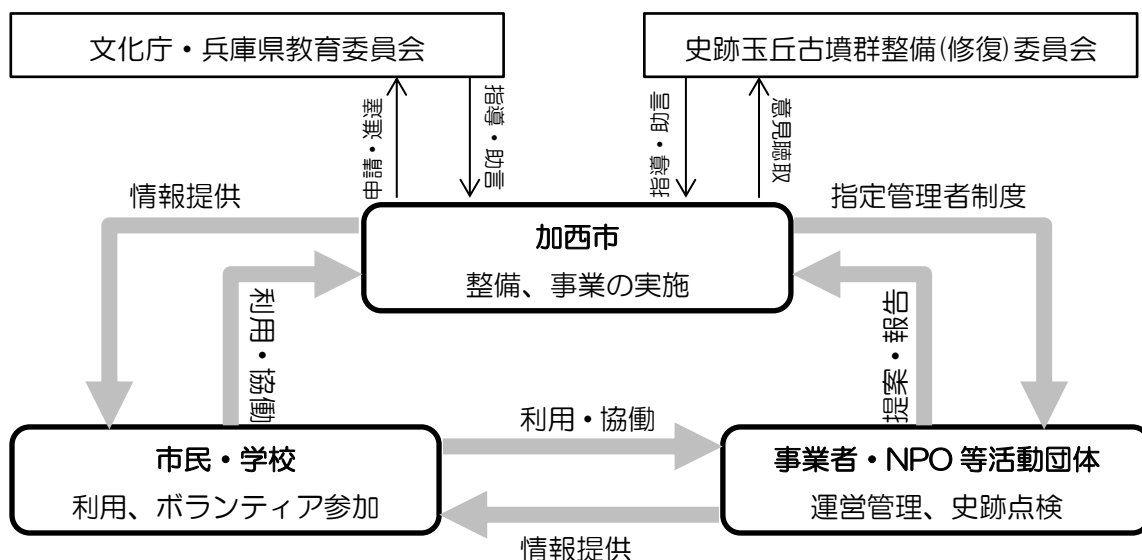 文化庁・兵庫県教育委員会
史跡玉丘古墳群整備(修復)委員会
申請・進達
指導・助言
指導・助言
意見聴取
情報提供
指定管理者制度
加西市
整備、事業の実施
利用・協働
提案・報告
利用・協働
市民・学校
利用、ボランティア参加
事業者・NPO 等活動団体
運営管理、史跡点検
情報提供